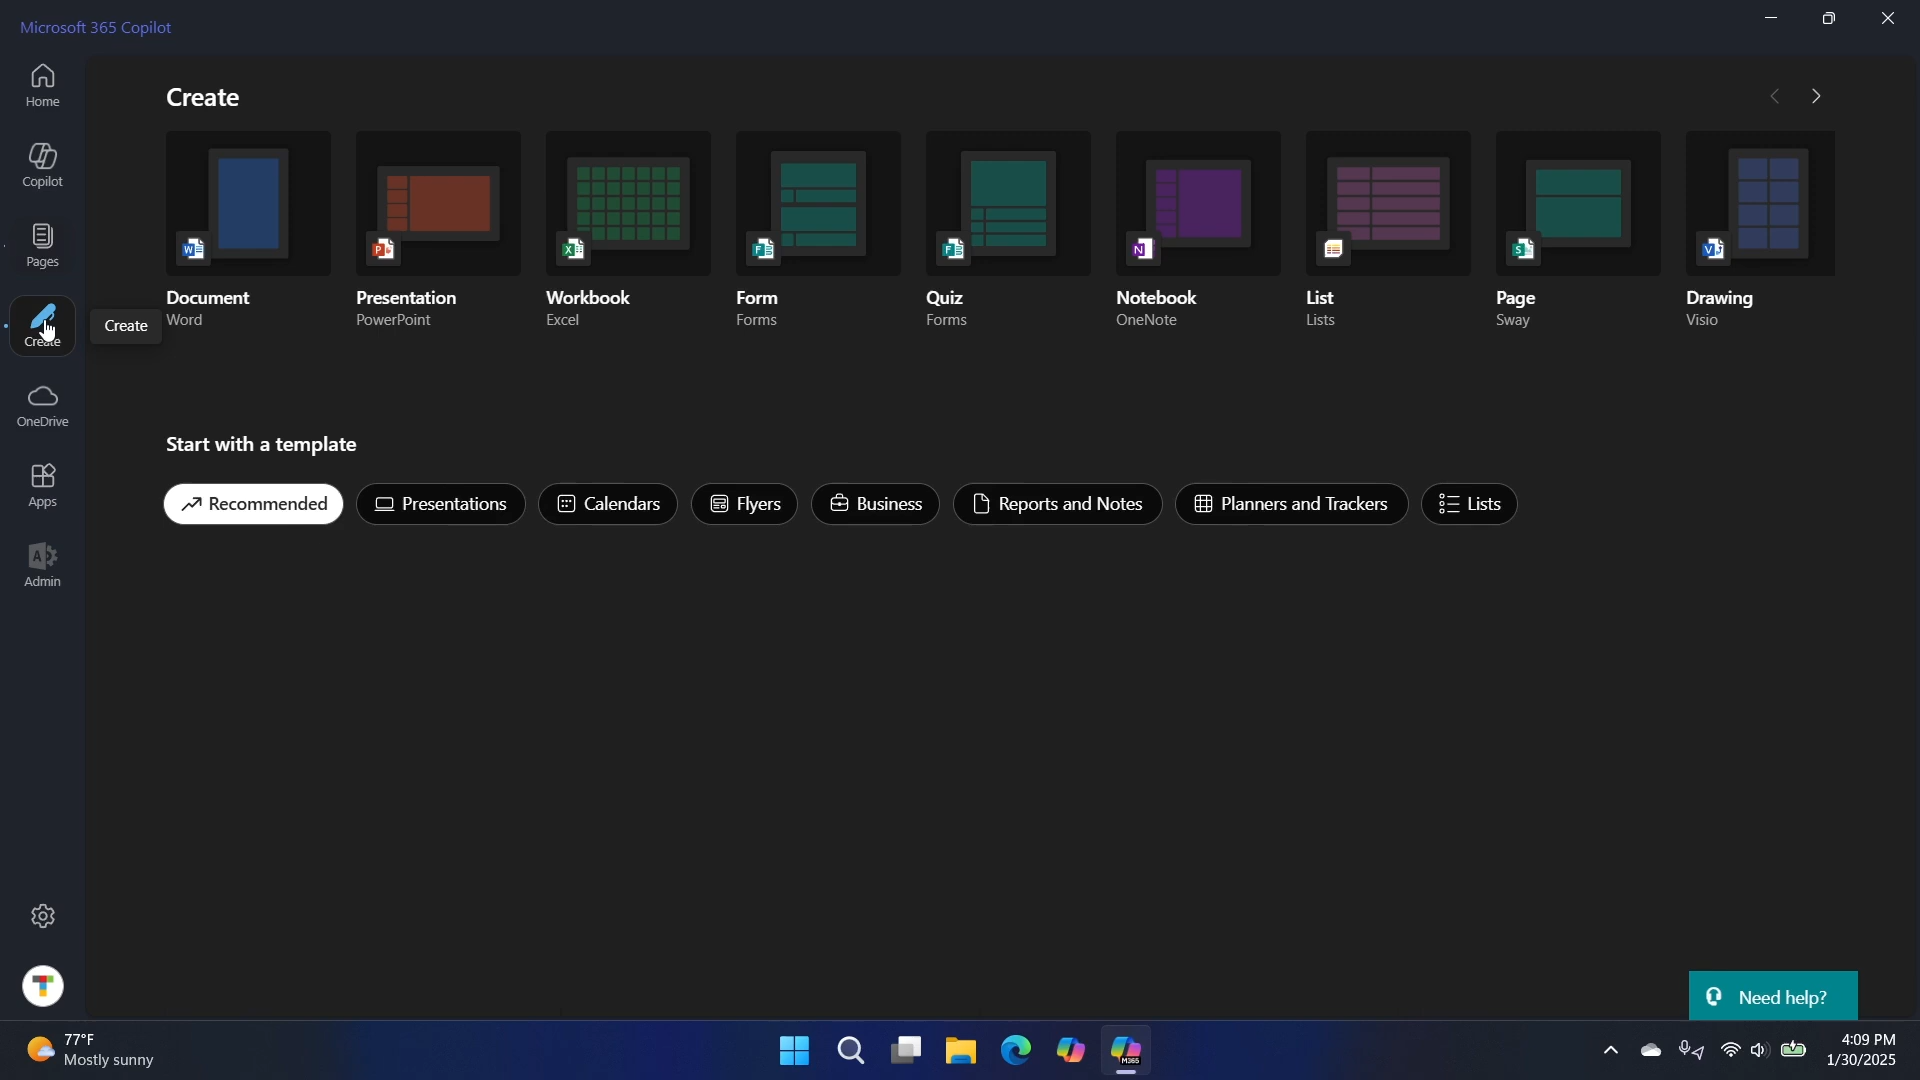 Microsoft 365 Copilot
Home
Copilot
Pages
Create
OneDrive
Apps
Admin
Create
Create
Document
Word
Presentation
PowerPoint
Workbook
Excel
Form
Forms
Quiz
Forms
Notebook
OneNote
List
Lists
Page
Sway
Drawing
Visio
Start with a template
Recommended
Presentations
Calendars
Flyers
Business
Reports and Notes
Planners and Trackers
Lists
Need help?
77°F
Mostly sunny
M365
4:09 PM
1/30/2025